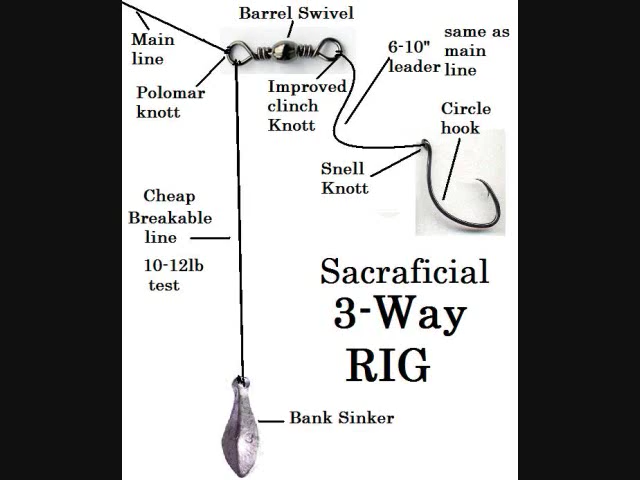 Barrel Swivel
Main
line
6-10"
leader
same as
main
line
Polomar
knott
Improved
clinch
Knott
Circle
hook
Snell
Knott
Cheap
Breakable
line
10-12lb
test
Sacraficial
3-Way
RIG
Bank Sinker